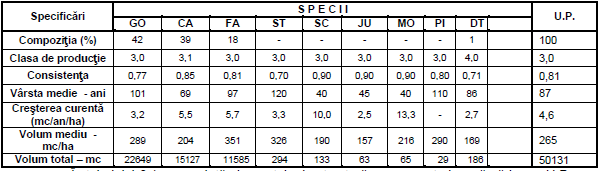 Specificări S P E C I I U.P.
GO CA FA ST SC JU MO PI DT
Compoziţia (%) 42 39 18 - - - - - 1 100
Clasa de producţie 3,0 3,1 3,0 3,0 3,0 3,0 3,0 3,0 4,0 3,0
Consistenţa 0,77 0,85 0,81 0,70 0,90 0,90 0,90 0,80 0,71 0,81
Vârsta medie - ani 101 69 97 120 40 45 40 110 86 87
Creşterea curentă (mc/an/ha) 3,2 5,5 5,7 3,3 10,0 2,5 13,3 - 2,7 4,6
Volum mediu - mc/ha 289 204 351 326 190 157 216 290 169 265
Volum total – mc 22649 15127 11585 294 133 63 65 29 186 50131